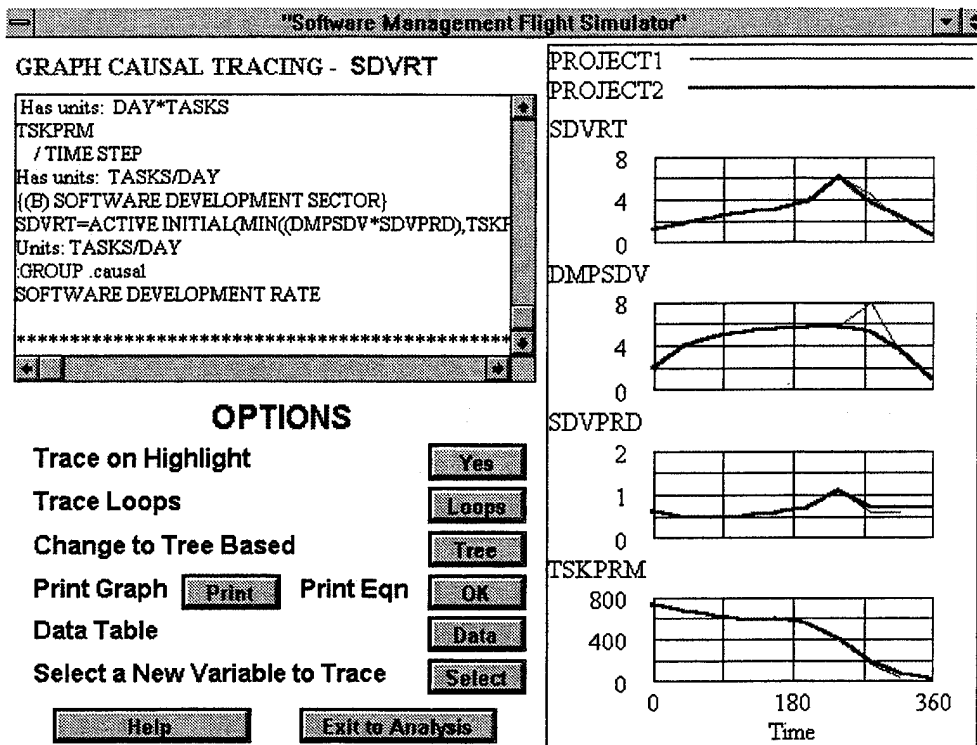 "Software Management Flight Simulator"
GRAPH CAUSAL TRACING - SDVRT
Has units: DAY*TASKS
TSKPRM
/ TIME STEP
Has units: TASKS/DAY
{(B) SOFTWARE DEVELOPMENT SECTOR}
SDVRT=ACTIVE INITIAL(MIN((DMPSDV*SDVPRD),TSKP
Units: TASKS/DAY
:GROUP .causal
SOFTWARE DEVELOPMENT RATE
************************************************
OPTIONS
Trace on Highlight Yes
Trace Loops Loops
Change to Tree Based Tree
Print Graph Print Print Eqn OK
Data Table Data
Select a New Variable to Trace Select
Help Exit to Analysis
PROJECT1
PROJECT2
SDVRT
8
4
0
DMPSDV
8
4
0
SDVPRD
2
1
0
TSKPRM
800
400
0
0 180 360
Time